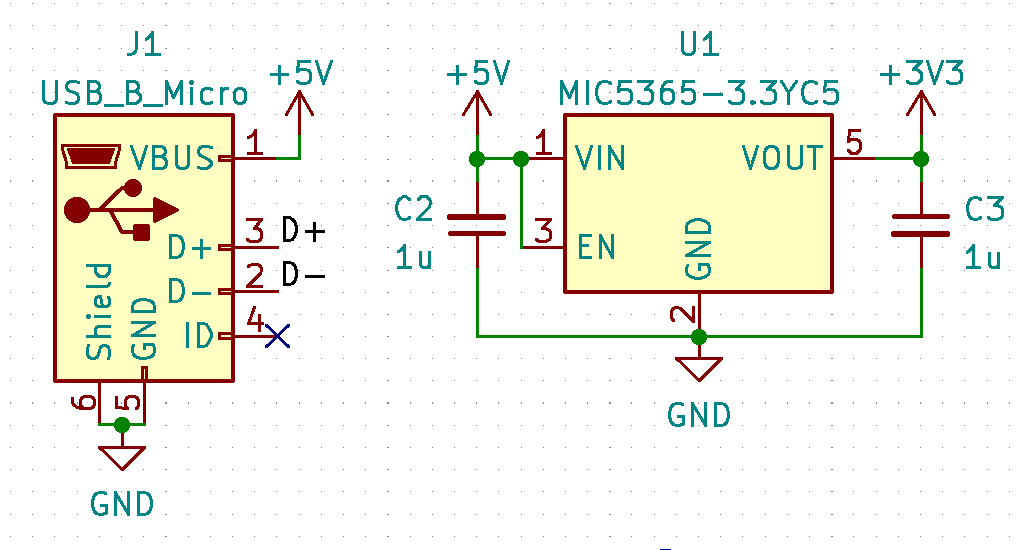 J1
USB_B_Micro
+5V
1
VBUS
3
D+
D+
2
D-
D-
4
ID
Shield
GND
6
5
GND
U1
MIC5365-3.3YC5
+5V
+3V3
1
VIN
VOUT
5
C2
1u
3
EN
GND
2
C3
1u
GND